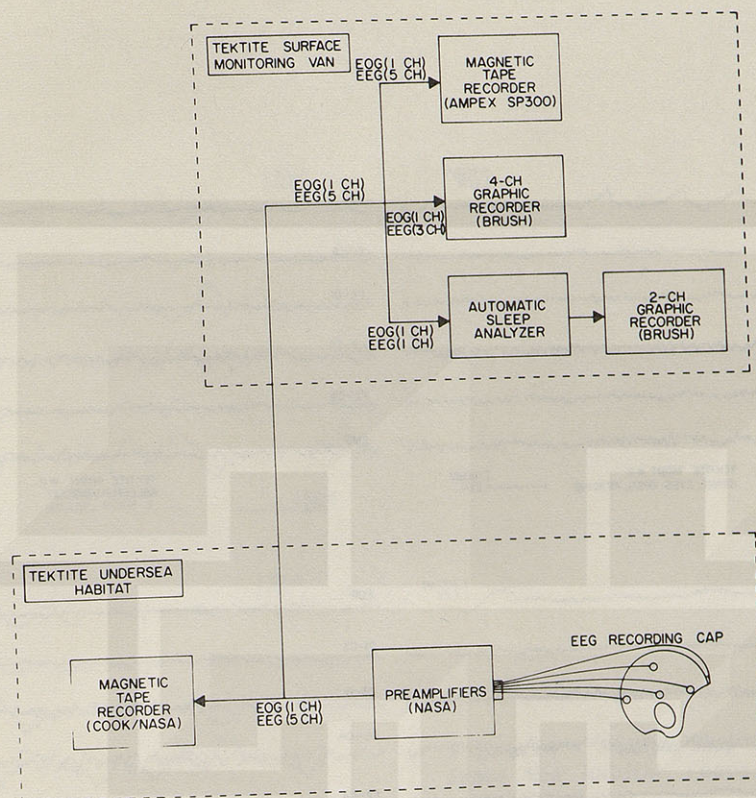 TEKTITE SURFACE
MONITORING VAN
EOG(1 CH)
EEG(5 CH)
MAGNETIC
TAPE
RECORDER
(AMPEX SP300)
EOG(1 CH)
EEG(5 CH)
4-CH
GRAPHIC
RECORDER
(BRUSH)
EOG(1 CH)
EEG(3 CH)
EOG(1 CH)
EEG(1 CH)
AUTOMATIC
SLEEP
ANALYZER
2-CH
GRAPHIC
RECORDER
(BRUSH)
TEKTITE UNDERSEA
HABITAT
EEG RECORDING CAP
MAGNETIC
TAPE
RECORDER
(COOK/NASA)
EOG(1 CH)
EEG(5 CH)
PREAMPLIFIERS
(NASA)